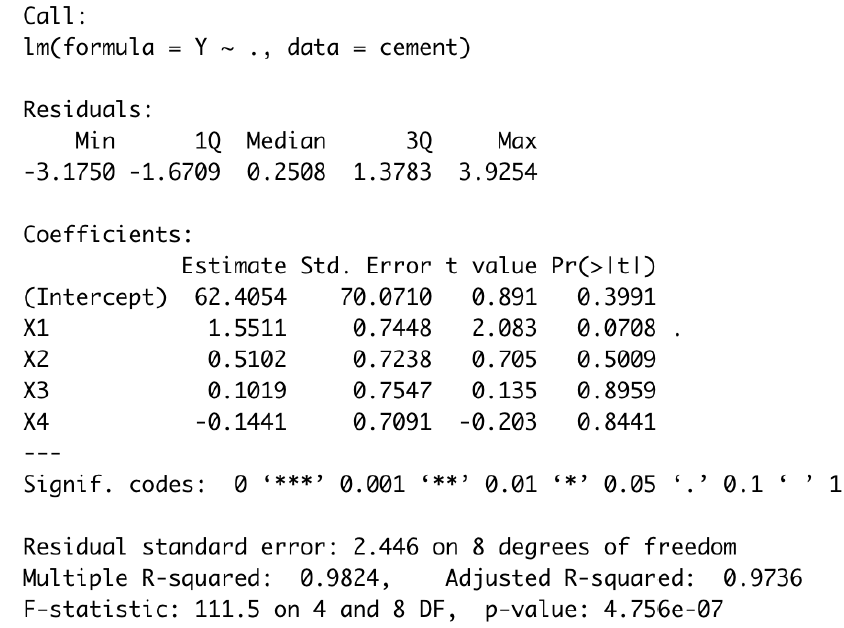 Call:
lm(formula = Y ~ ., data = cement)
Residuals:
    Min      1Q  Median      3Q     Max
-3.1750 -1.6709  0.2508  1.3783  3.9254
Coefficients:
            Estimate Std. Error t value Pr(>|t|)
(Intercept)  62.4054    70.0710   0.891   0.3991
X1            1.5511     0.7448   2.083   0.0708 .
X2            0.5102     0.7238   0.705   0.5009
X3            0.1019     0.7547   0.135   0.8959
X4           -0.1441     0.7091  -0.203   0.8441
---
Signif. codes:  0 ‘***’ 0.001 ‘**’ 0.01 ‘*’ 0.05 ‘.’ 0.1 ‘ ’ 1
Residual standard error: 2.446 on 8 degrees of freedom
Multiple R-squared:  0.9824,    Adjusted R-squared:  0.9736
F-statistic: 111.5 on 4 and 8 DF,  p-value: 4.756e-07